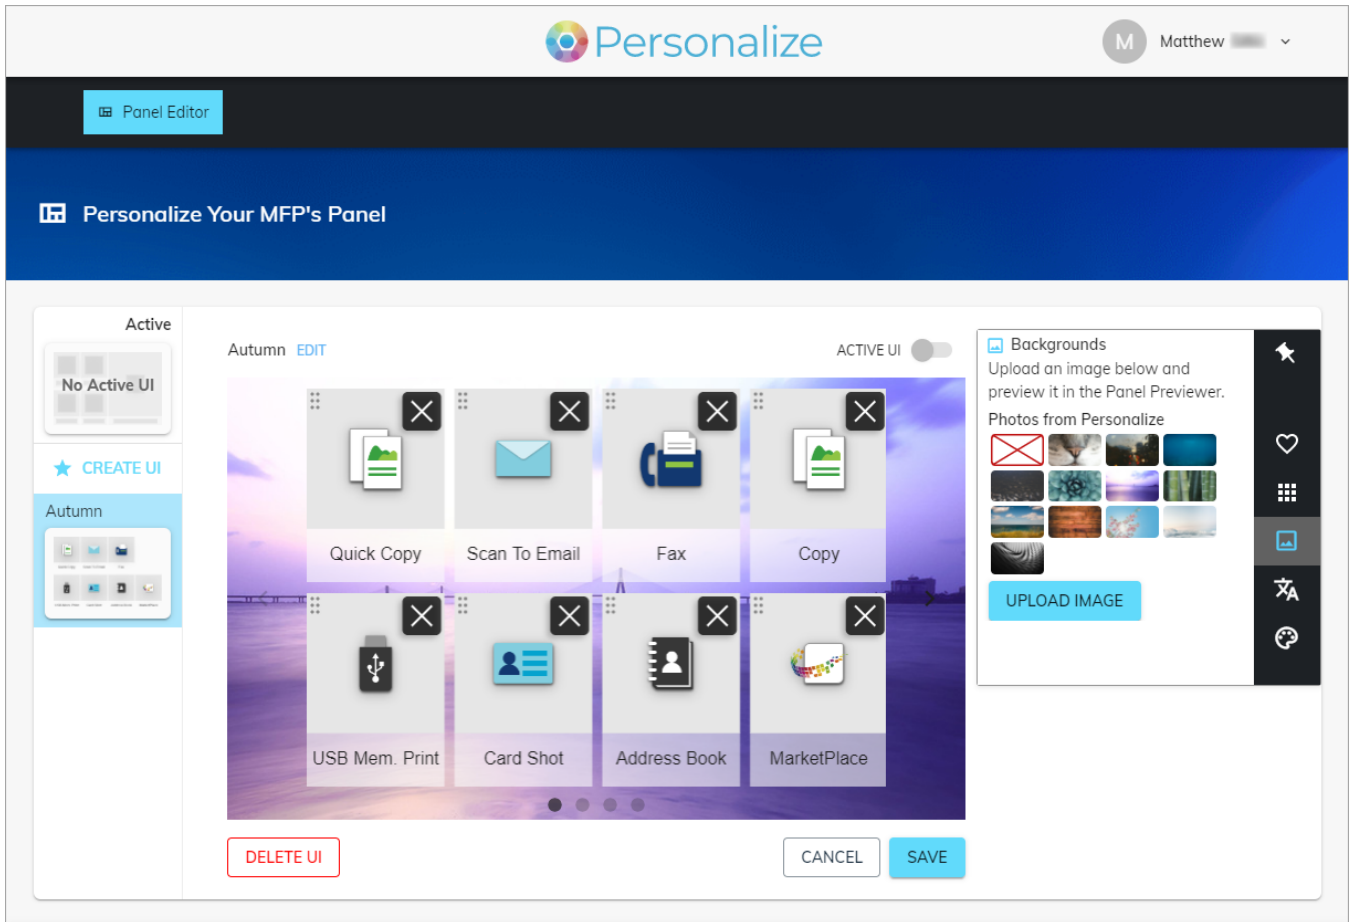 Personalize
M
Matthew
Panel Editor
Personalize Your MFP's Panel
Active
No Active UI
CREATE UI
Autumn
Autumn EDIT
ACTIVE UI
Quick Copy
Scan To Email
Fax
Copy
USB Mem. Print
Card Shot
Address Book
MarketPlace
DELETE UI
CANCEL
SAVE
Backgrounds
Upload an image below and
preview it in the Panel Previewer.
Photos from Personalize
UPLOAD IMAGE